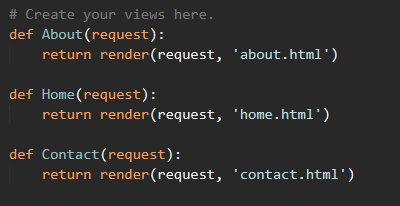 # Create your views here.
def About(request):
    return render(request, 'about.html')
def Home(request):
    return render(request, 'home.html')
def Contact(request):
    return render(request, 'contact.html')